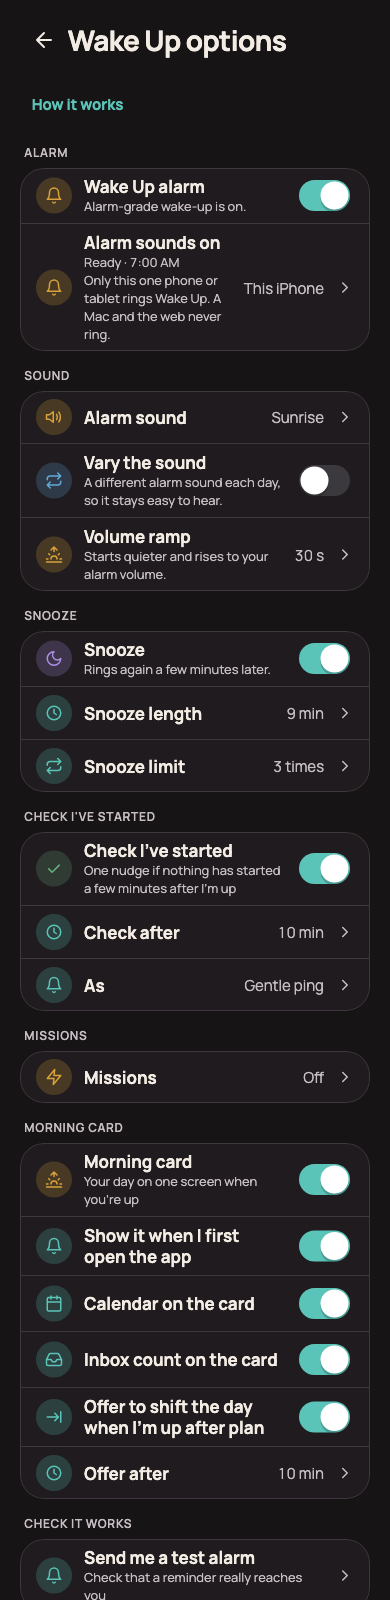 Wake Up options
How it works
ALARM
Wake Up alarm
Alarm-grade wake-up is on.
Alarm sounds on
Ready · 7:00 AM
Only this one phone or
tablet rings Wake Up. A
Mac and the web never
ring.
This iPhone
SOUND
Alarm sound
Sunrise
Vary the sound
A different alarm sound each day,
so it stays easy to hear.
Volume ramp
Starts quieter and rises to your
alarm volume.
30 s
SNOOZE
Snooze
Rings again a few minutes later.
Snooze length
9 min
Snooze limit
3 times
CHECK I'VE STARTED
Check I've started
One nudge if nothing has started
a few minutes after I'm up
Check after
10 min
As
Gentle ping
MISSIONS
Missions
Off
MORNING CARD
Morning card
Your day on one screen when
you're up
Show it when I first
open the app
Calendar on the card
Inbox count on the card
Offer to shift the day
when I'm up after plan
Offer after
10 min
CHECK IT WORKS
Send me a test alarm
Check that a reminder really reaches
you